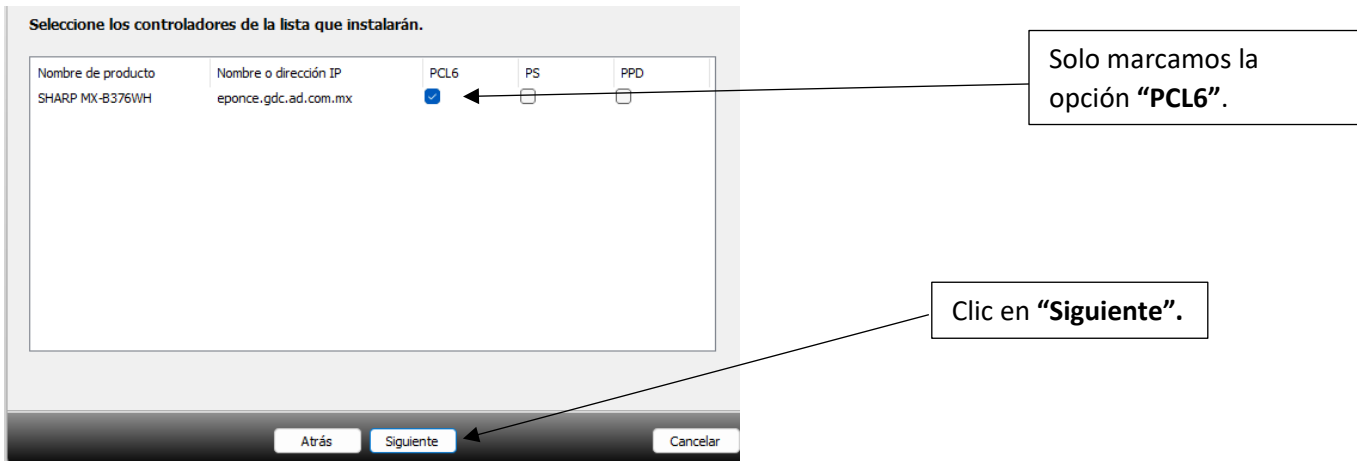 Seleccione los controladores de la lista que instalarán.
Nombre de producto Nombre o dirección IP PCL6 PS PPD
SHARP MX-B376WH eponce.gdc.ad.com.mx
Solo marcamos la
opción “PCL6”.
Clic en “Siguiente”.
Atrás Siguiente Cancelar